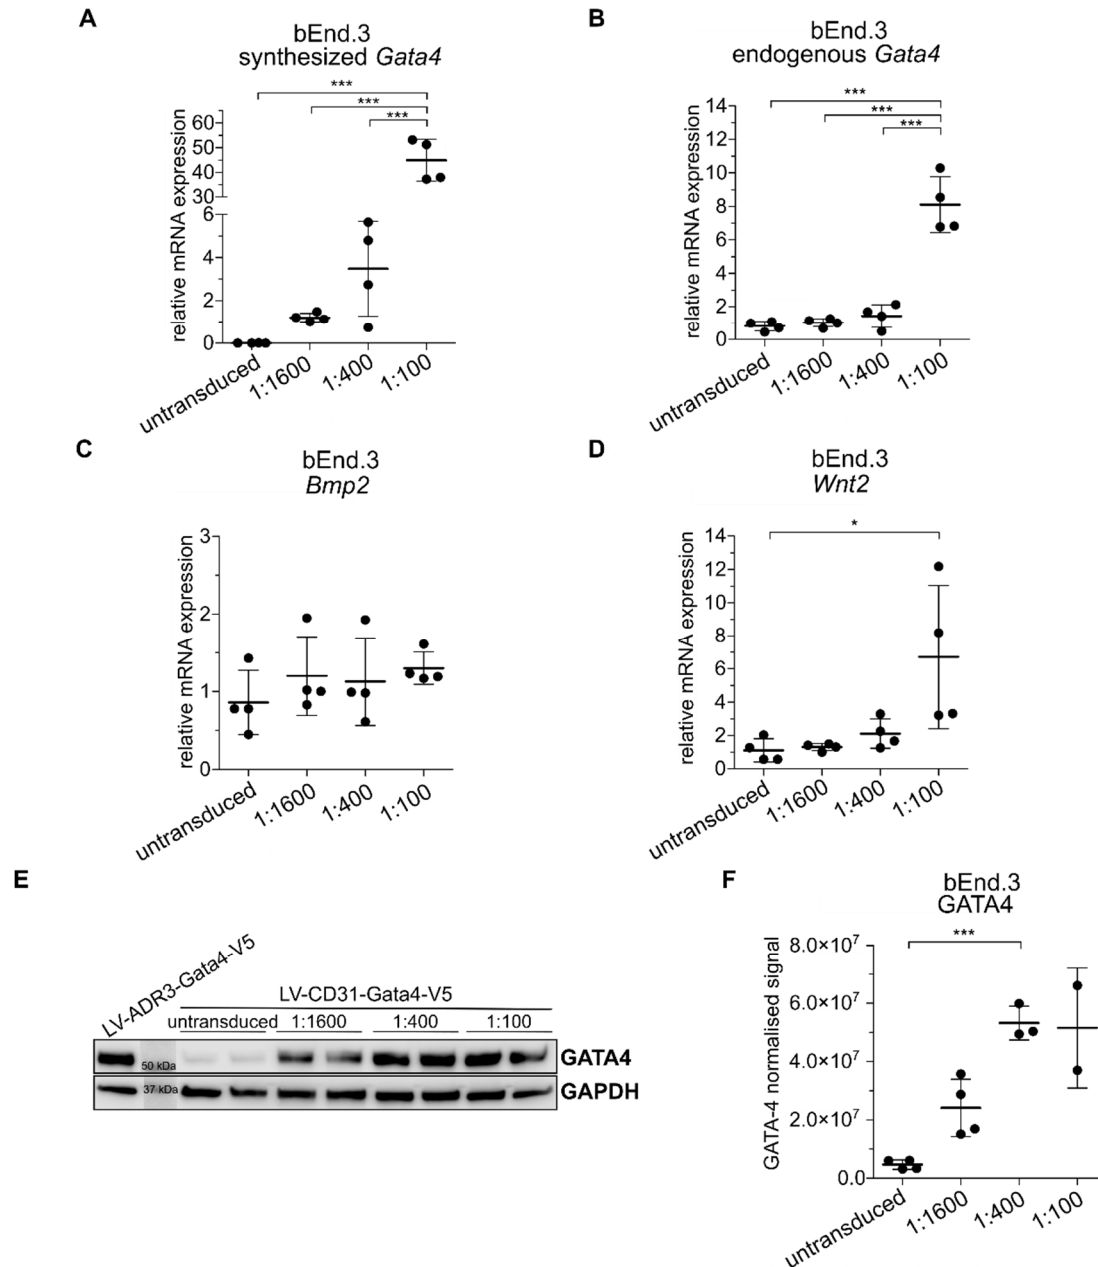 A
bEnd.3
synthesized Gata4
***
***
***
relative mRNA expression
60
50
40
30
6
4
2
0
untransduced
1:1600
1:400
1:100
B
bEnd.3
endogenous Gata4
***
***
***
relative mRNA expression
14
12
10
8
6
4
2
0
untransduced
1:1600
1:400
1:100
C
bEnd.3
Bmp2
relative mRNA expression
3
2
1
0
untransduced
1:1600
1:400
1:100
D
bEnd.3
Wnt2
*
relative mRNA expression
14
12
10
8
6
4
2
0
untransduced
1:1600
1:400
1:100
E
LV-ADR3-Gata4-V5
LV-CD31-Gata4-V5
untransduced 1:1600 1:400 1:100
50 kDa
GATA4
37 kDa
GAPDH
F
bEnd.3
GATA4
***
GATA-4 normalised signal
8.0×10⁷
6.0×10⁷
4.0×10⁷
2.0×10⁷
0.0
untransduced
1:1600
1:400
1:100